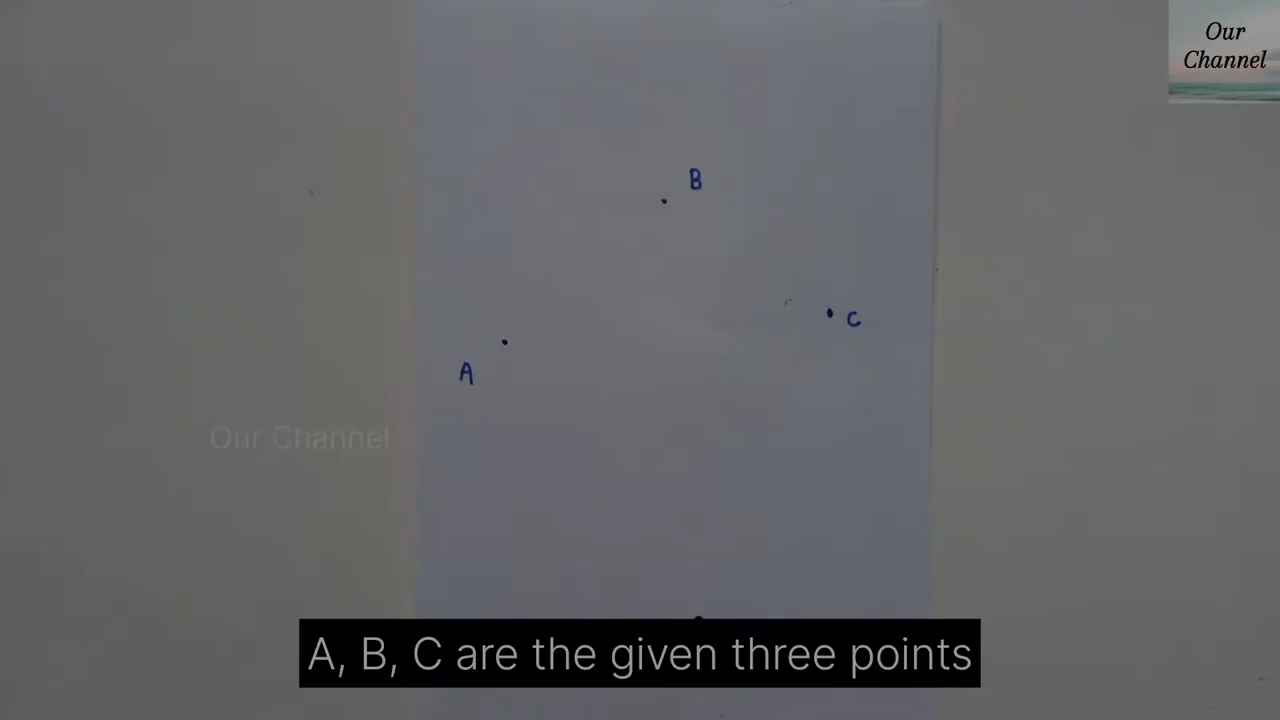 Our
Channel
B
C
A
Our Channel
A, B, C are the given three points